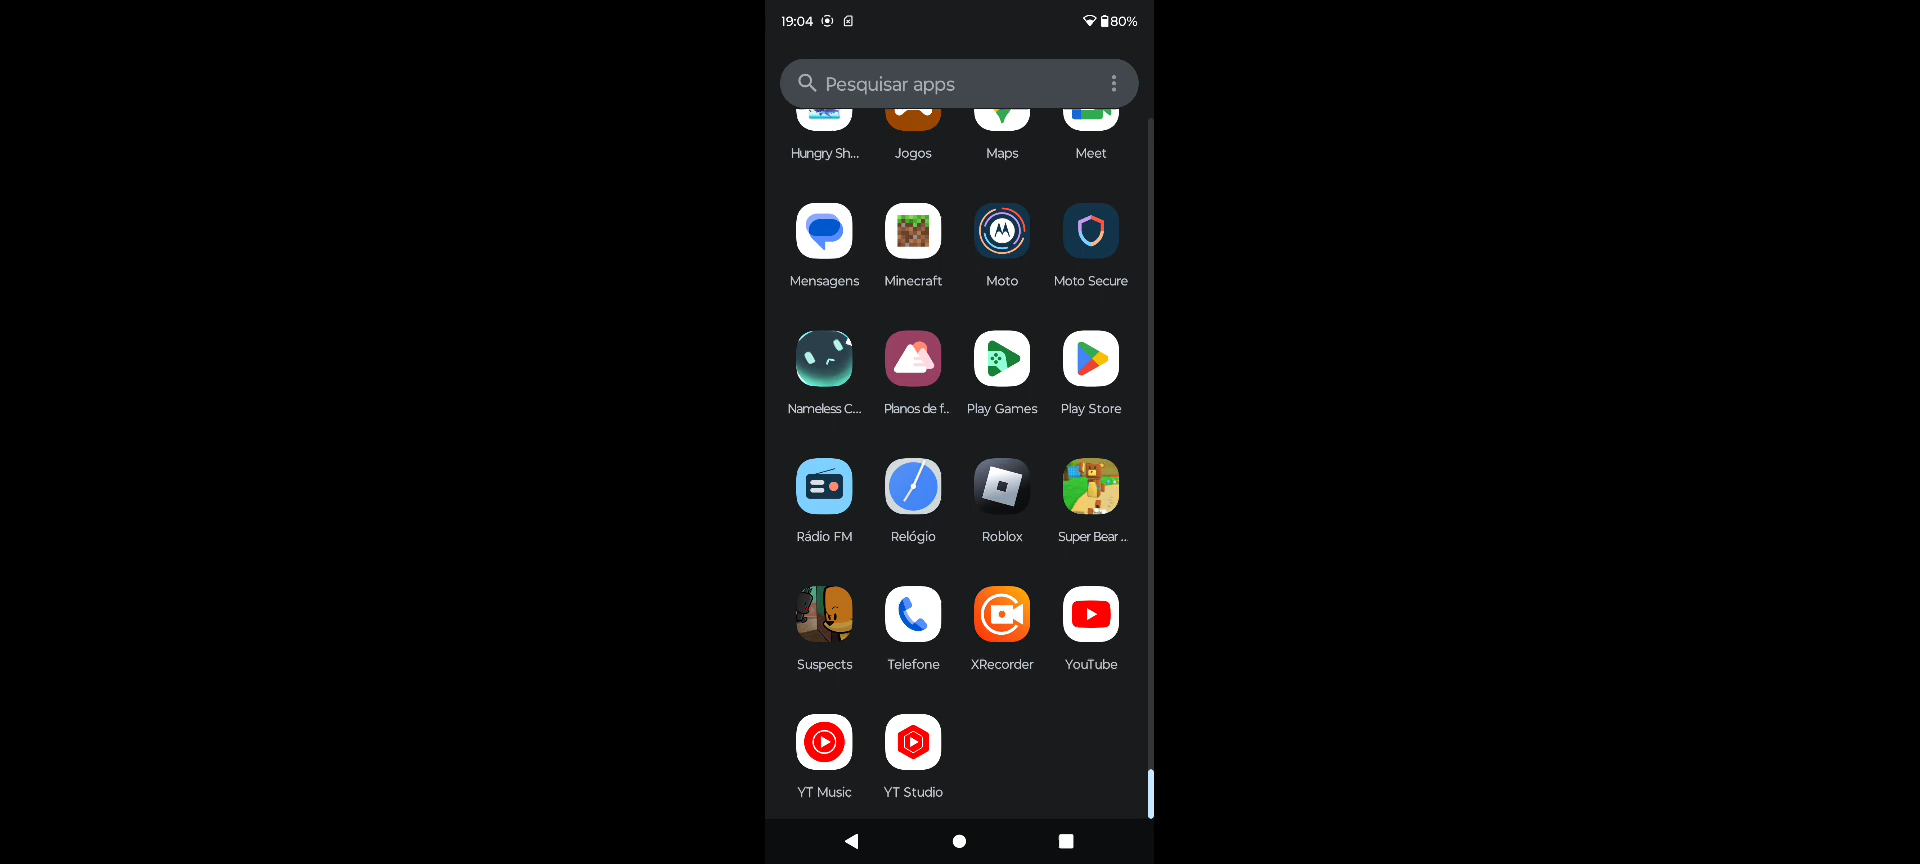 19:04 80%
Pesquisar apps
Hungry Sh... Jogos Maps Meet
Mensagens Minecraft Moto Moto Secure
Nameless C... Planos de f.. Play Games Play Store
Rádio FM Relógio Roblox Super Bear ...
Suspects Telefone XRecorder YouTube
YT Music YT Studio